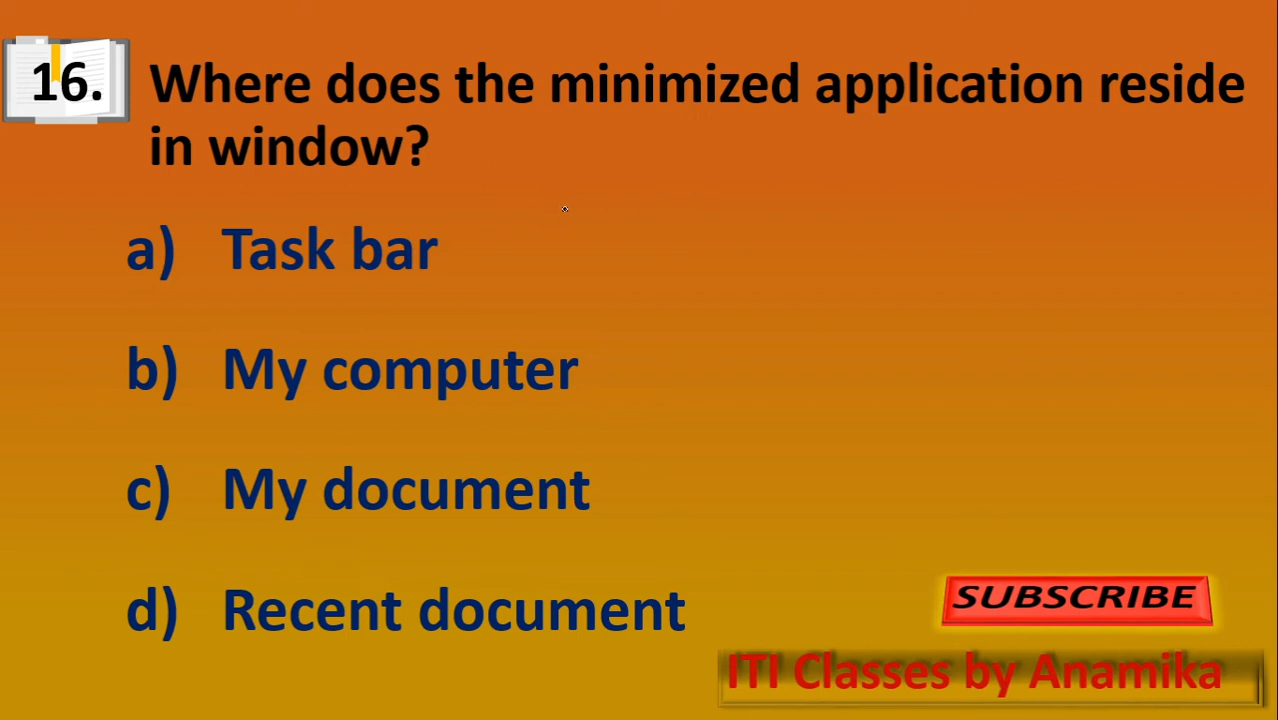 16. Where does the minimized application reside
in window?
a) Task bar
b) My computer
c) My document
d) Recent document
SUBSCRIBE
ITI Classes by Anamika